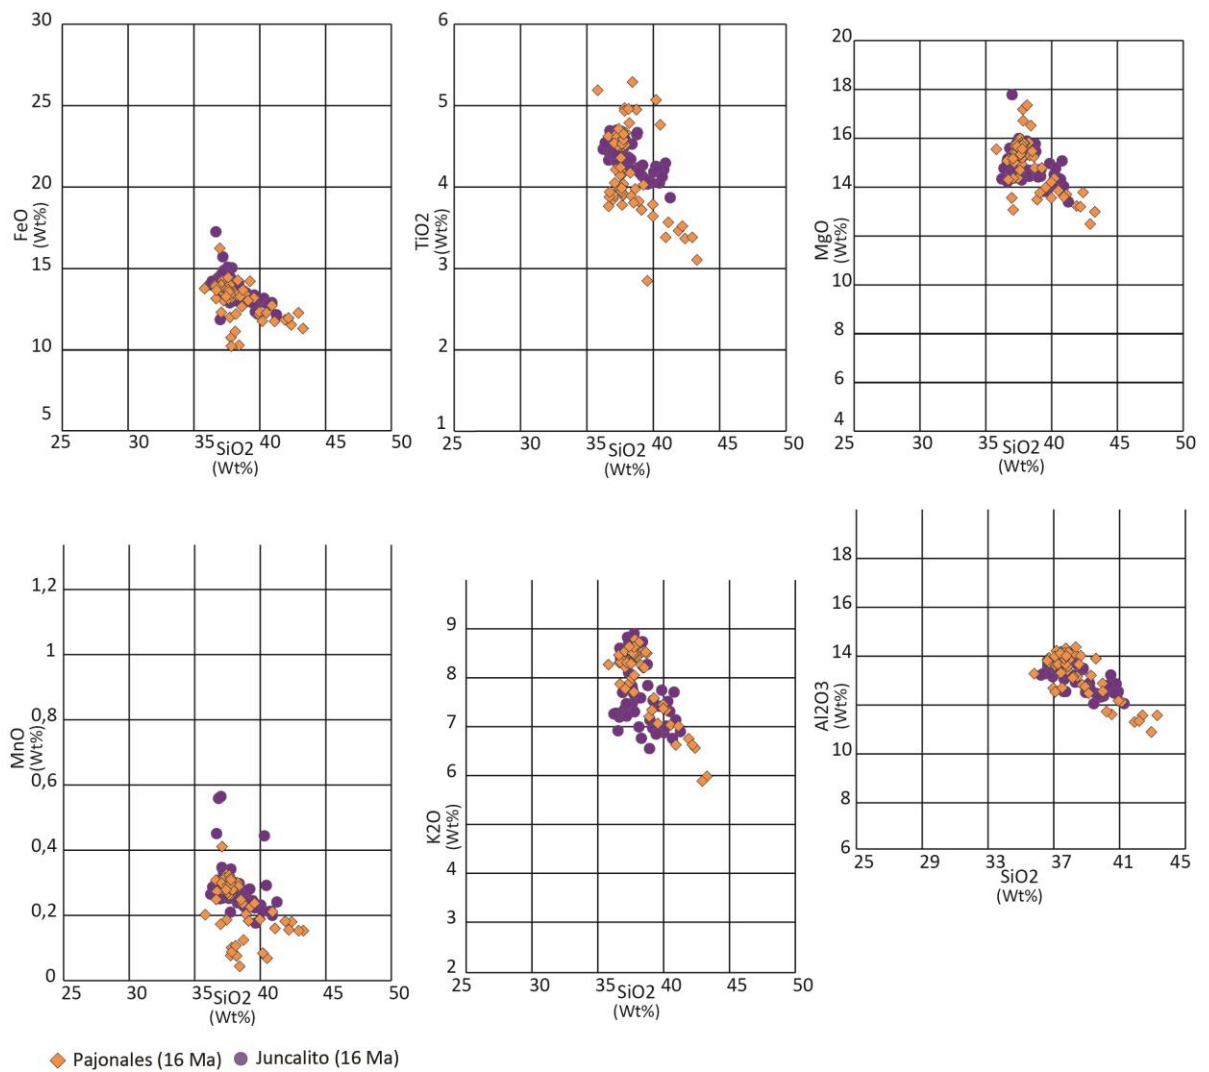 30
25
20
15
10
5
FeO
(Wt%)
25 30 35 40 45 50
SiO2
(Wt%)
6
5
4
3
2
1
TiO2
(Wt%)
25 30 35 40 45 50
SiO2
(Wt%)
20
18
16
14
12
10
8
6
4
MgO
(Wt%)
25 30 35 40 45 50
SiO2
(Wt%)
1,2
1
0,8
0,6
0,4
0,2
0
MnO
(Wt%)
25 30 35 40 45 50
SiO2
(Wt%)
9
8
7
6
5
4
3
2
K2O
(Wt%)
25 30 35 40 45 50
SiO2
(Wt%)
18
16
14
12
10
8
6
Al2O3
(Wt%)
25 29 33 37 41 45
SiO2
(Wt%)
Pajonales (16 Ma) Juncalito (16 Ma)